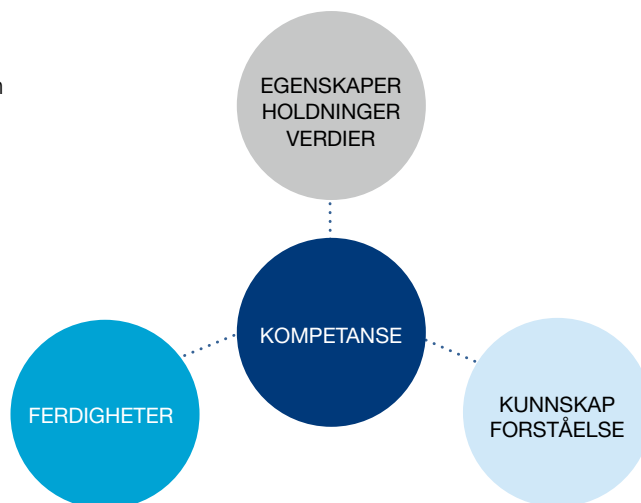 EGENSKAPER
HOLDNINGER
VERDIER
KOMPETANSE
FERDIGHETER
KUNNSKAP
FORSTÅELSE